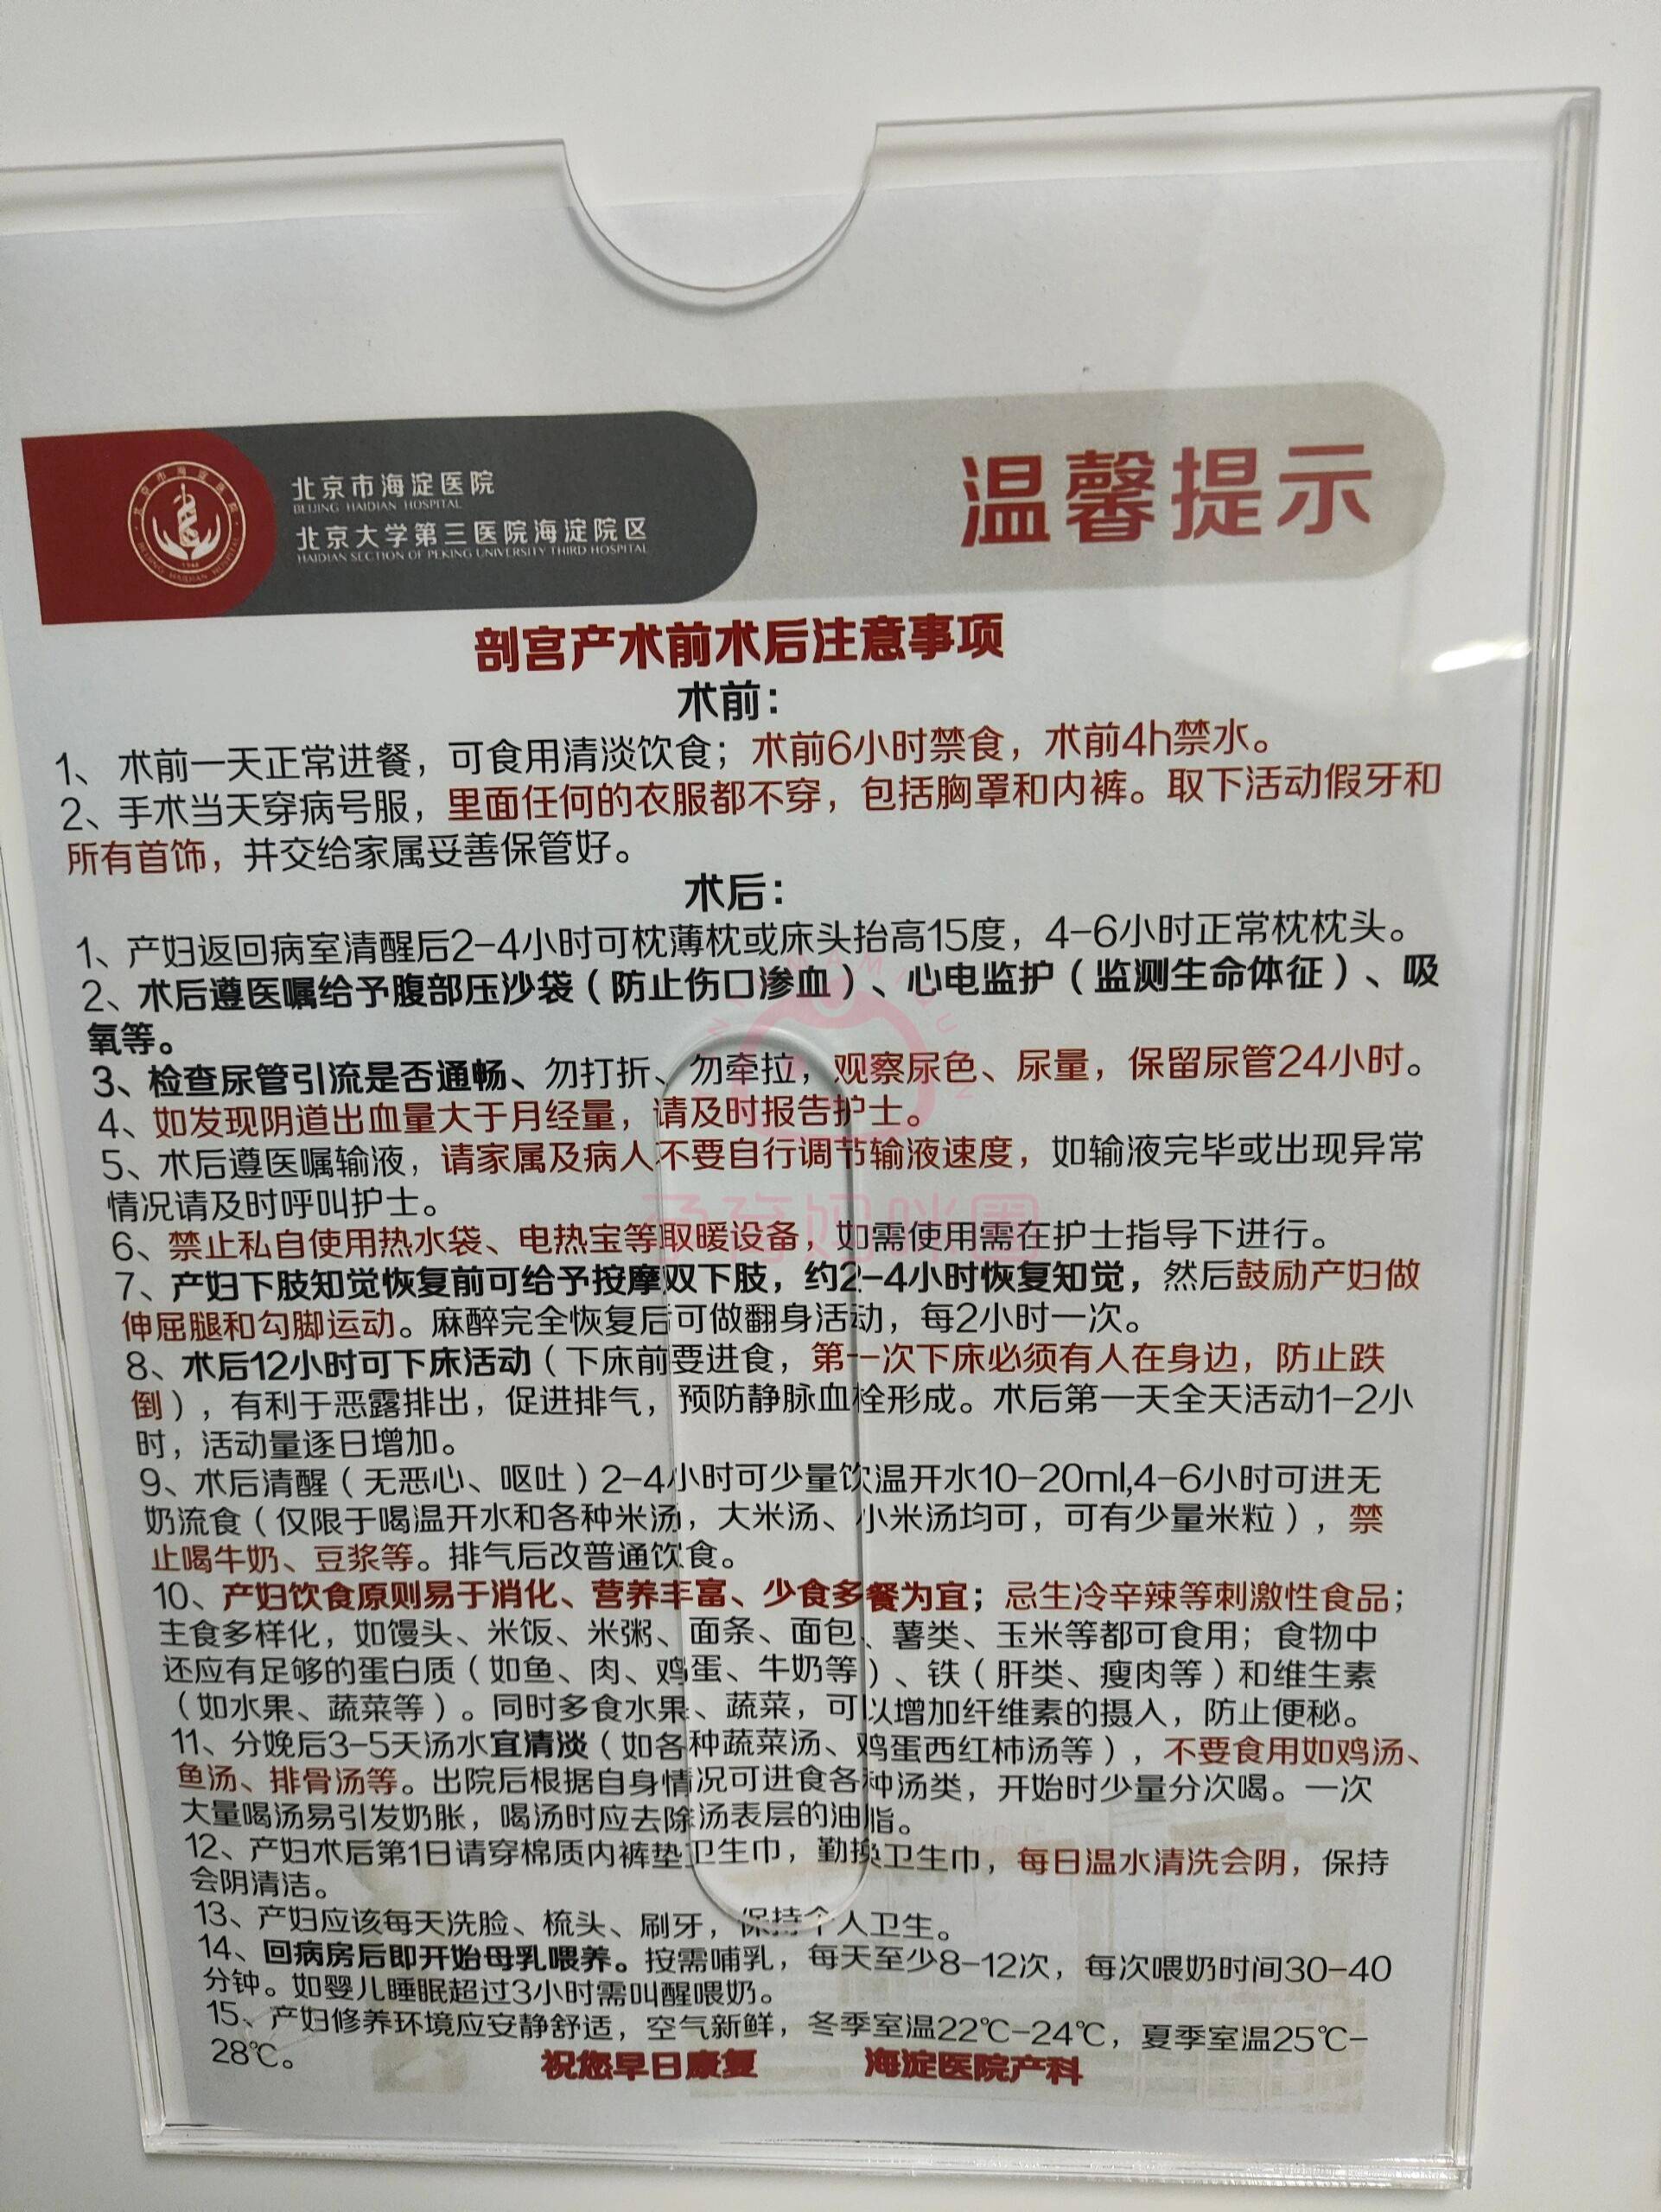 北京市海淀医院
BEIJING HAIDIAN HOSPITAL
北京大学第三医院海淀院区
HAIDIAN SECTION OF PEKING UNIVERSITY THIRD HOSPITAL
温馨提示
剖宫产术前术后注意事项
术前：
1、术前一天正常进餐，可食用清淡饮食；术前6小时禁食，术前4h禁水。
2、手术当天穿病号服，里面任何的衣服都不穿，包括胸罩和内裤。取下活动假牙和
所有首饰，并交给家属妥善保管好。
术后：
1、产妇返回病室清醒后2-4小时可枕薄枕或床头抬高15度，4-6小时正常枕枕头。
2、术后遵医嘱给予腹部压沙袋（防止伤口渗血）、心电监护（监测生命体征）、吸
氧等。
3、检查尿管引流是否通畅、勿打折、勿牵拉，观察尿色、尿量，保留尿管24小时。
4、如发现阴道出血量大于月经量，请及时报告护士。
5、术后遵医嘱输液，请家属及病人不要自行调节输液速度，如输液完毕或出现异常
情况请及时呼叫护士。
6、禁止私自使用热水袋、电热宝等取暖设备，如需使用需在护士指导下进行。
7、产妇下肢知觉恢复前可给予按摩双下肢，约2-4小时恢复知觉，然后鼓励产妇做
伸屈腿和勾脚运动。麻醉完全恢复后可做翻身活动，每2小时一次。
8、术后12小时可下床活动（下床前要进食，第一次下床必须有人在身边，防止跌
倒），有利于恶露排出，促进排气，预防静脉血栓形成。术后第一天全天活动1-2小
时，活动量逐日增加。
9、术后清醒（无恶心、呕吐）2-4小时可少量饮温开水10-20ml,4-6小时可进无
奶流食（仅限于喝温开水和各种米汤，大米汤、小米汤均可，可有少量米粒），禁
止喝牛奶、豆浆等。排气后改普通饮食。
10、产妇饮食原则易于消化、营养丰富、少食多餐为宜；忌生冷辛辣等刺激性食品；
主食多样化，如馒头、米饭、米粥、面条、面包、薯类、玉米等都可食用；食物中
还应有足够的蛋白质（如鱼、肉、鸡蛋、牛奶等）、铁（肝类、瘦肉等）和维生素
（如水果、蔬菜等）。同时多食水果、蔬菜，可以增加纤维素的摄入，防止便秘。
11、分娩后3-5天汤水宜清淡（如各种蔬菜汤、鸡蛋西红柿汤等），不要食用如鸡汤、
鱼汤、排骨汤等。出院后根据自身情况可进食各种汤类，开始时少量分次喝。一次
大量喝汤易引发奶胀，喝汤时应去除汤表层的油脂。
12、产妇术后第1日请穿棉质内裤垫卫生巾，勤换卫生巾，每日温水清洗会阴，保持
会阴清洁。
13、产妇应该每天洗脸、梳头、刷牙，保持个人卫生。
14、回病房后即开始母乳喂养。按需哺乳，每天至少8-12次，每次喂奶时间30-40
分钟。如婴儿睡眠超过3小时需叫醒喂奶。
15、产妇修养环境应安静舒适，空气新鲜，冬季室温22℃-24℃，夏季室温25℃-
28℃。
祝您早日康复 海淀医院产科